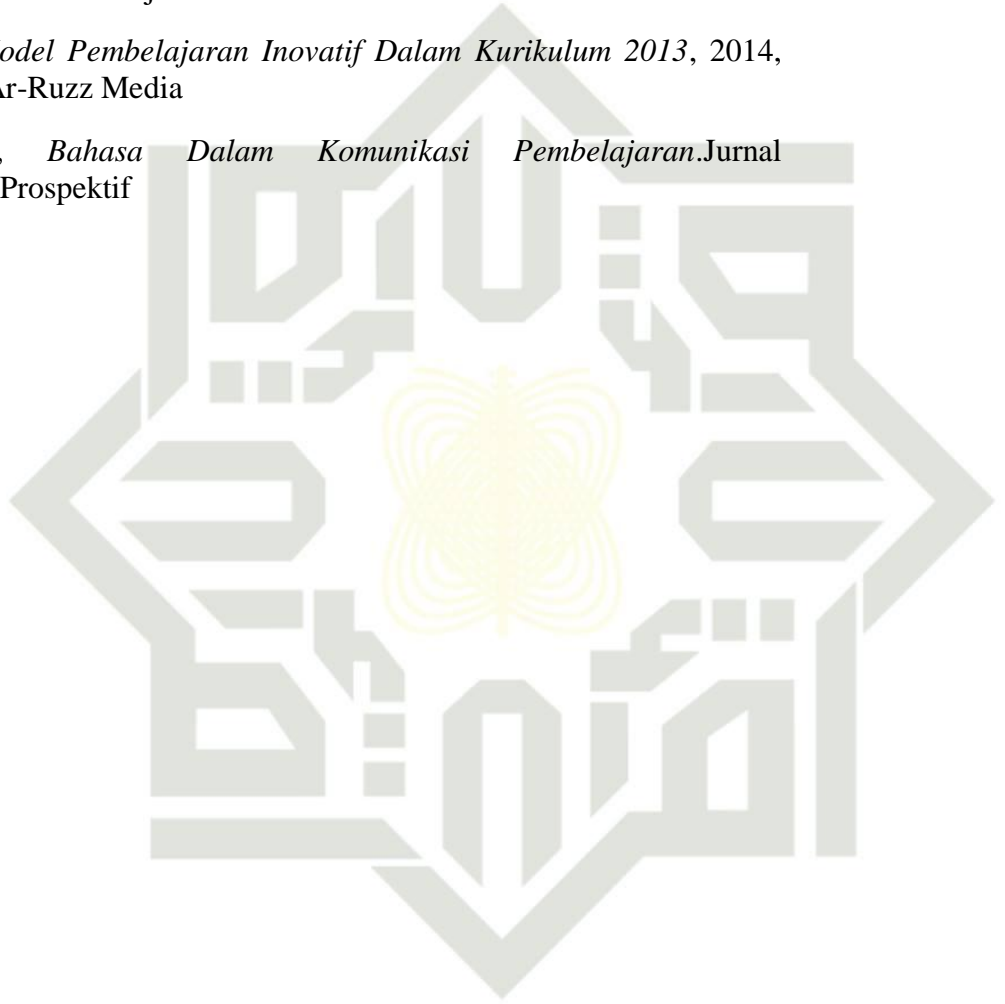 odel Pembelajaran Inovatif Dalam Kurikulum 2013, 2014,
Ar-Ruzz Media
, Bahasa Dalam Komunikasi Pembelajaran.Jurnal
Prospektif